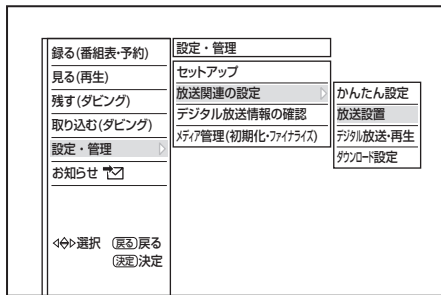 録る(番組表･予約)
見る(再生)
残す(ダビング)
取り込む(ダビング)
設定・管理
お知らせ
選択 戻る戻る
決定決定
設定・管理
セットアップ
放送関連の設定
デジタル放送情報の確認
メディア管理(初期化･ファイナライズ)
かんたん設定
放送設置
デジタル放送･再生
ダウンロード設定